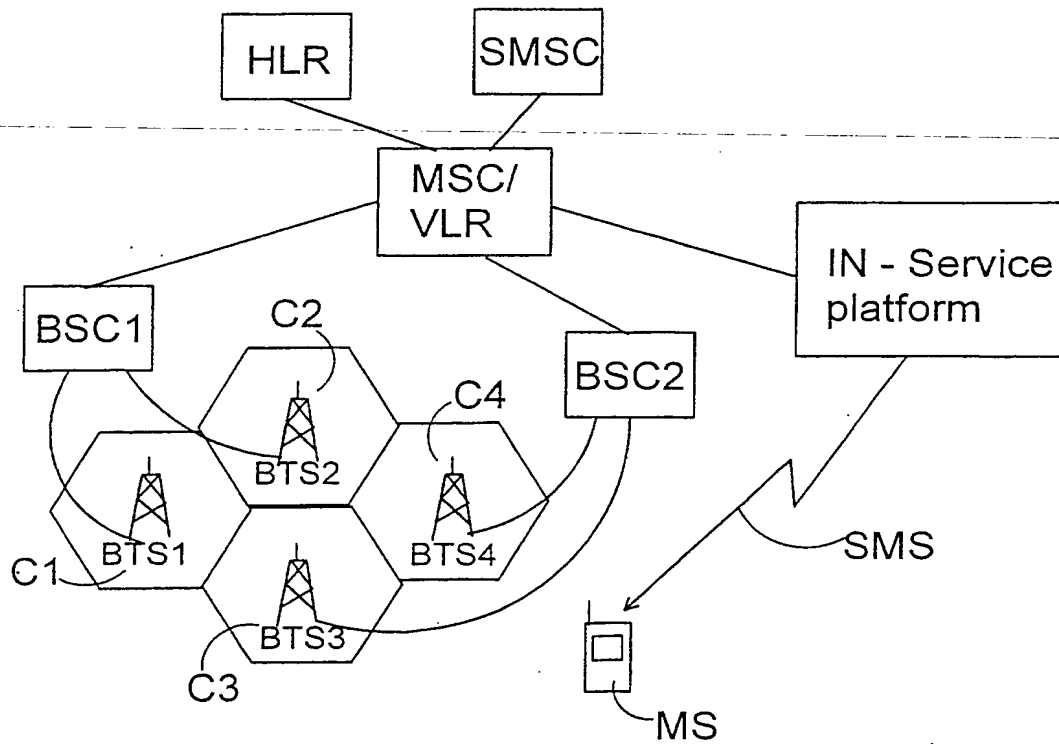 HLR
SMSC
MSC/
VLR
IN - Service
platform
BSC1
C2
BSC2
C4
BTS2
BTS1
BTS4
SMS
C1
BTS3
C3
MS